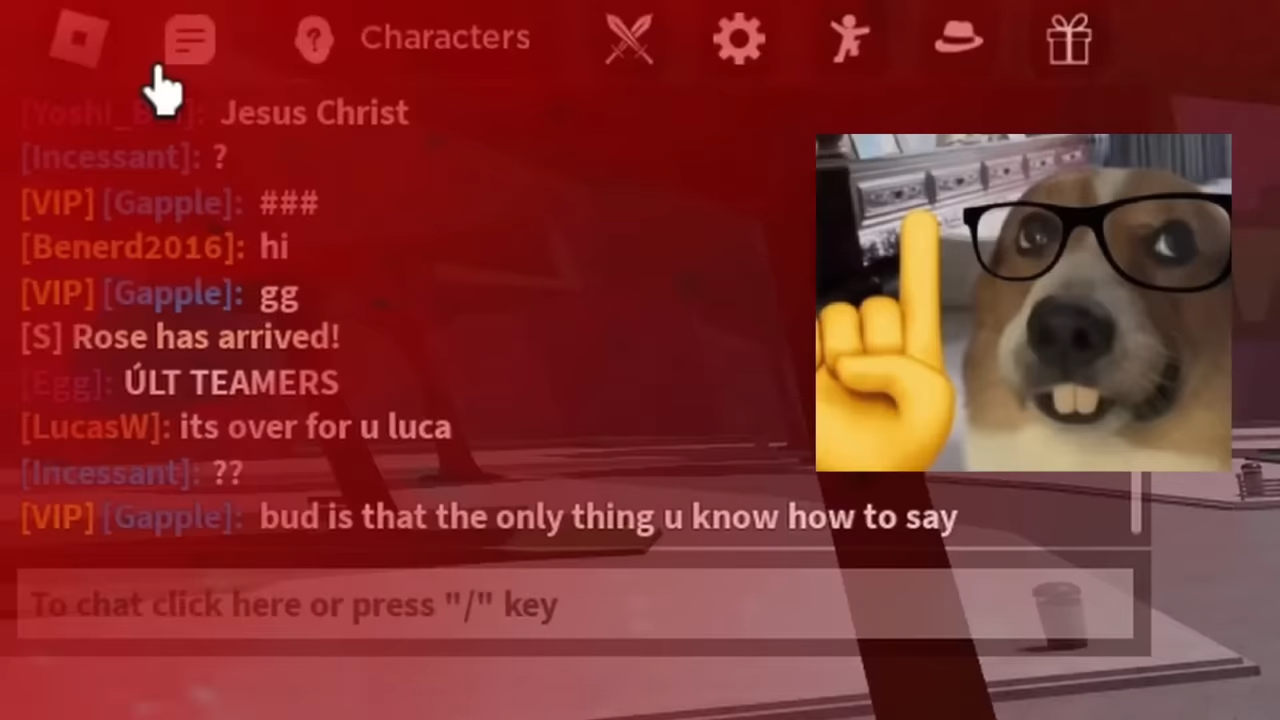 Characters
Jesus Christ
[Incessant]: ?
[VIP] [Gapple]: ###
[Benerd2016]: hi
[VIP] [Gapple]: gg
[S] Rose has arrived!
[Egg]: ÚLT TEAMERS
[LucasW]: its over for u luca
[Incessant]: ??
[VIP] [Gapple]: bud is that the only thing u know how to say
To chat click here or press "/" key